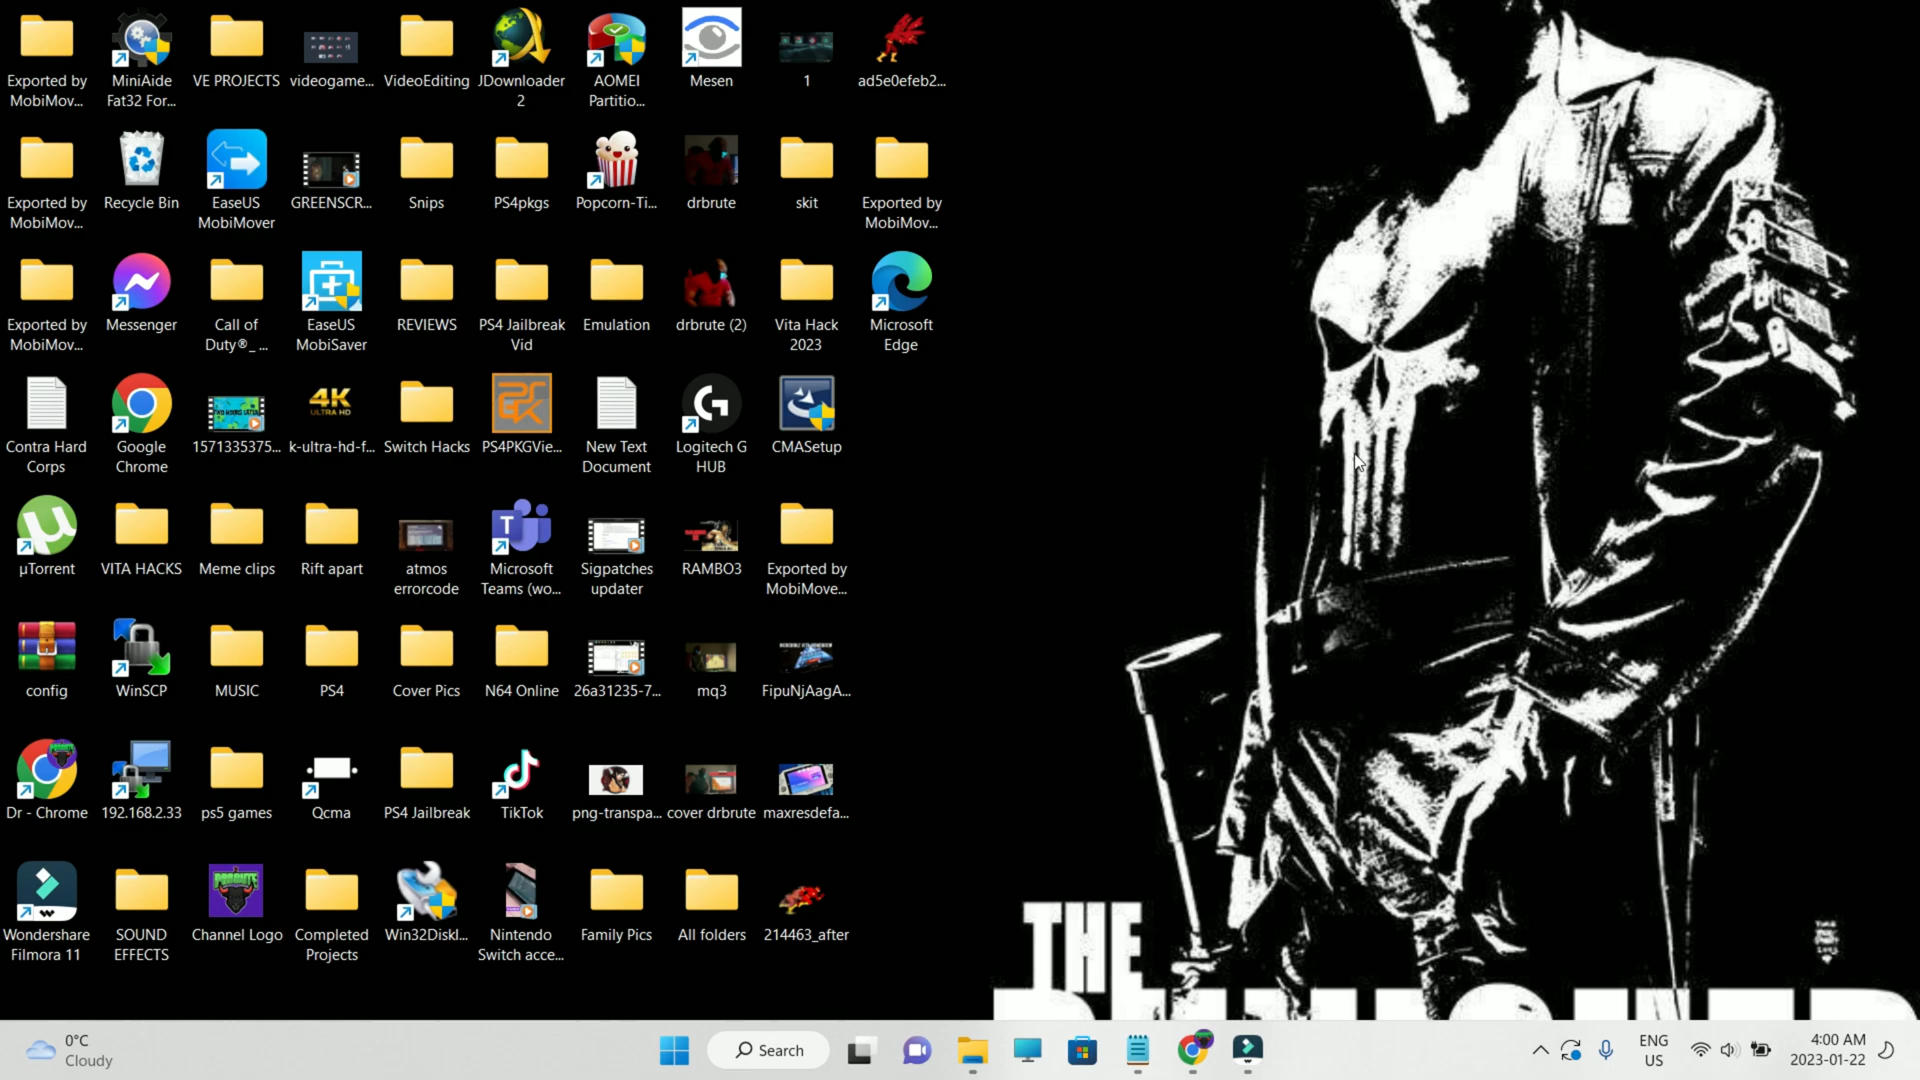 Exported by
MobiMov...
MiniAide
Fat32 For...
VE PROJECTS
videogame...
VideoEditing
JDownloader
2
AOMEI
Partitio...
Mesen
1
ad5e0efeb2...
Exported by
MobiMov...
Recycle Bin
EaseUS
MobiMover
GREENSCR...
Snips
PS4pkgs
Popcorn-Ti...
drbrute
skit
Exported by
MobiMov...
Exported by
MobiMov...
Messenger
Call of
Duty®_ ...
EaseUS
MobiSaver
REVIEWS
PS4 Jailbreak
Vid
Emulation
drbrute (2)
Vita Hack
2023
Microsoft
Edge
4K
ULTRA HD
Contra Hard
Corps
Google
Chrome
1571335375...
k-ultra-hd-f...
Switch Hacks
PS4PKGVie...
New Text
Document
Logitech G
HUB
CMASetup
µTorrent
VITA HACKS
Meme clips
Rift apart
atmos
errorcode
Microsoft
Teams (wo...
Sigpatches
updater
RAMBO3
Exported by
MobiMove...
config
WinSCP
MUSIC
PS4
Cover Pics
N64 Online
26a31235-7...
mq3
FipuNjAagA...
Dr - Chrome
192.168.2.33
ps5 games
Qcma
PS4 Jailbreak
TikTok
png-transpa...
cover drbrute
maxresdefa...
Wondershare
Filmora 11
SOUND
EFFECTS
Channel Logo
Completed
Projects
Win32DiskI...
Nintendo
Switch acce...
Family Pics
All folders
214463_after
THE
0°C
Cloudy
Search
ENG
US
4:00 AM
2023-01-22